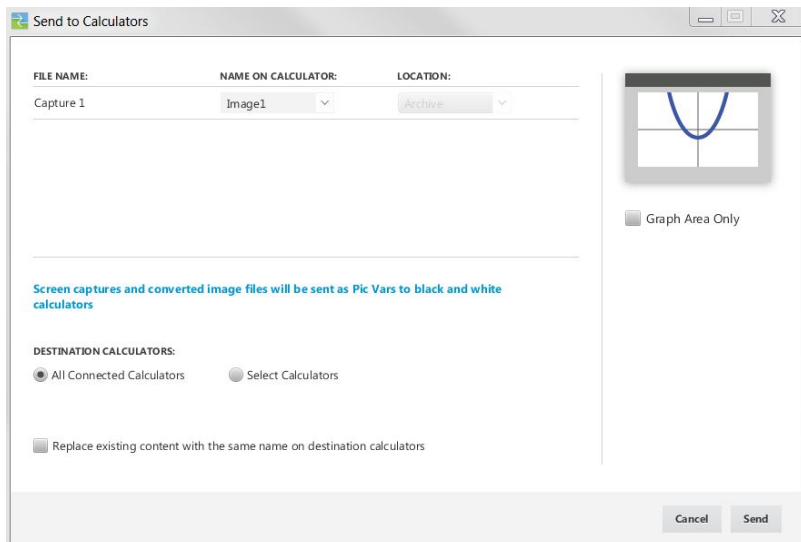 Send to Calculators
FILE NAME: NAME ON CALCULATOR: LOCATION:
Capture 1 Image1 Archive
Graph Area Only
Screen captures and converted image files will be sent as Pic Vars to black and white
calculators
DESTINATION CALCULATORS:
All Connected Calculators Select Calculators
Replace existing content with the same name on destination calculators
Cancel Send